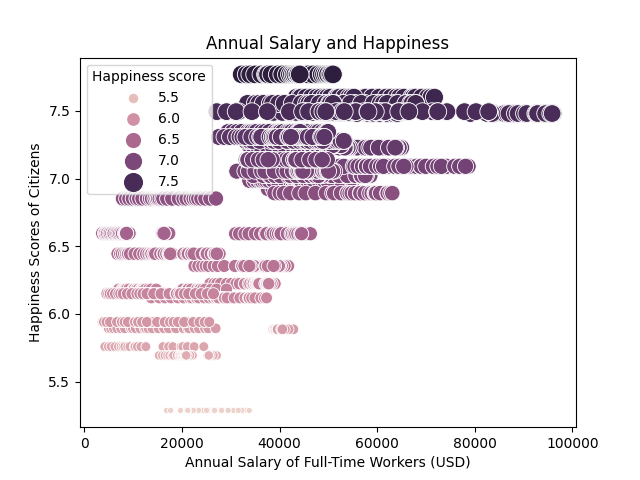 Annual Salary and Happiness
Happiness score
5.5
6.0
6.5
7.0
7.5
Happiness Scores of Citizens
7.5
7.0
6.5
6.0
5.5
0 20000 40000 60000 80000 100000
Annual Salary of Full-Time Workers (USD)